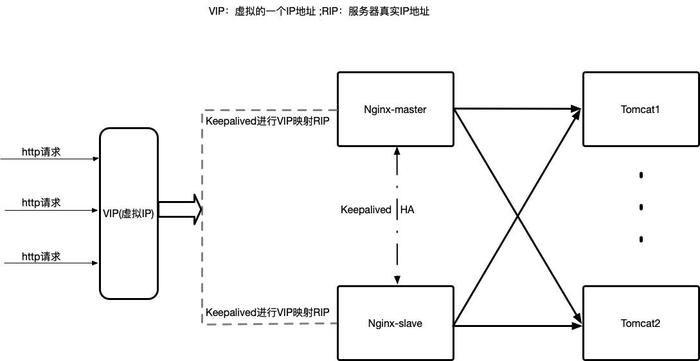 VIP：虚拟的一个IP地址 ;RIP：服务器真实IP地址
Nginx-master
Tomcat1
Keepalived进行VIP映射RIP
http请求
http请求
VIP(虚拟IP)
Keepalived HA
http请求
Keepalived进行VIP映射RIP
Nginx-slave
Tomcat2